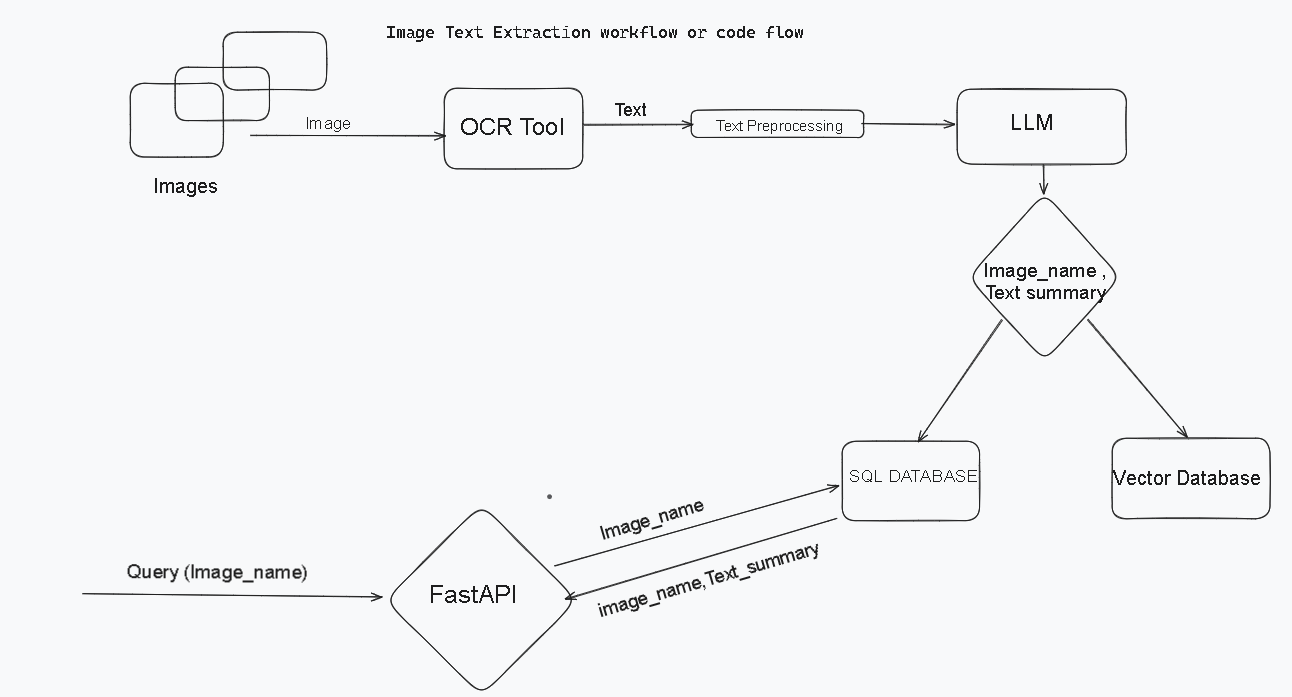 Image Text Extraction workflow or code flow
Image
OCR Tool
Text
Text Preprocessing
LLM
Images
Image_name ,
Text summary
SQL DATABASE
Vector Database
Image_name
image_name,Text_summary
Query (Image_name)
FastAPI